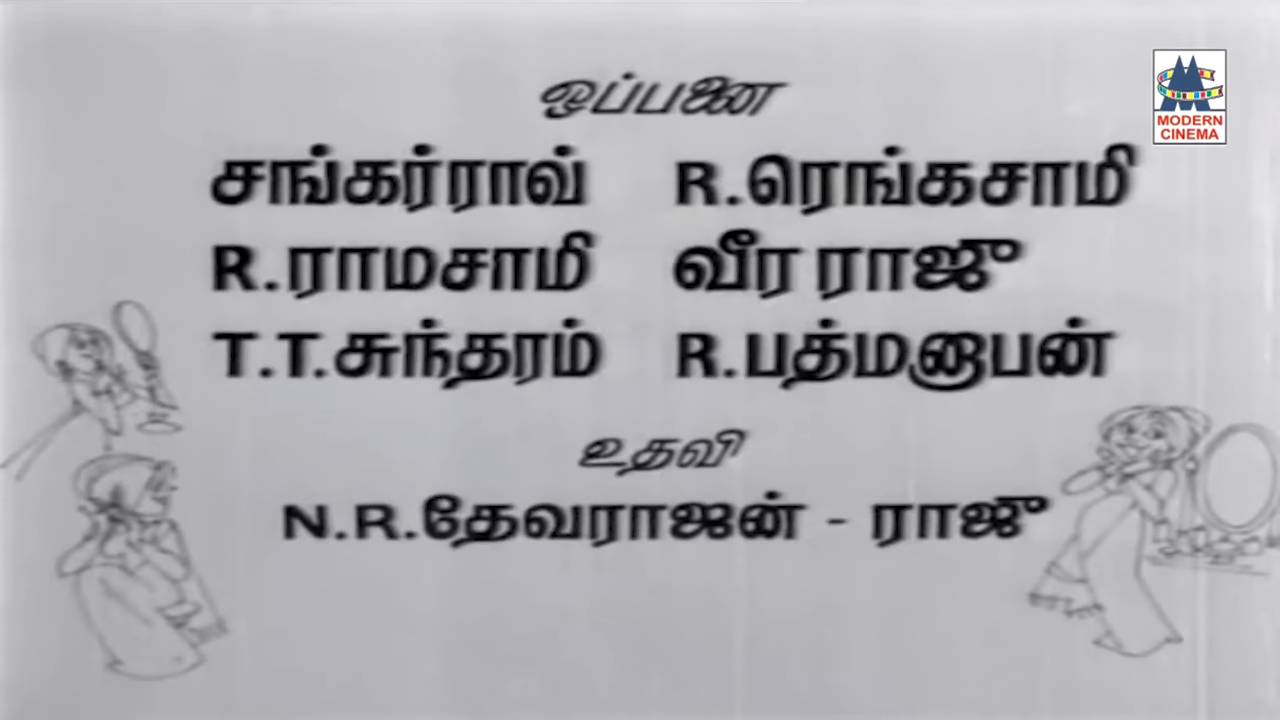 ஒப்பனை
MODERN
CINEMA
சங்கர்ராவ் R.ரெங்கசாமி
R.ராமசாமி வீர ராஜு
T.T.சுந்தரம் R.பத்மனாபன்
உதவி
N.R.தேவராஜன் - ராஜு